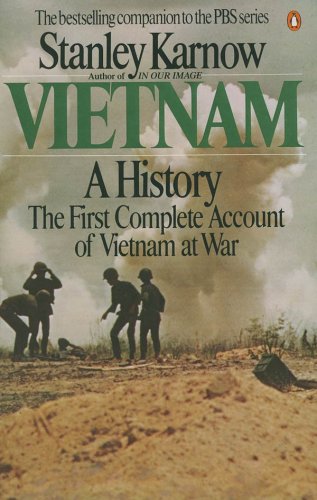 The bestselling companion to the PBS series
Stanley Karnow
Author of IN OUR IMAGE
VIETNAM
A History
The First Complete Account
of Vietnam at War